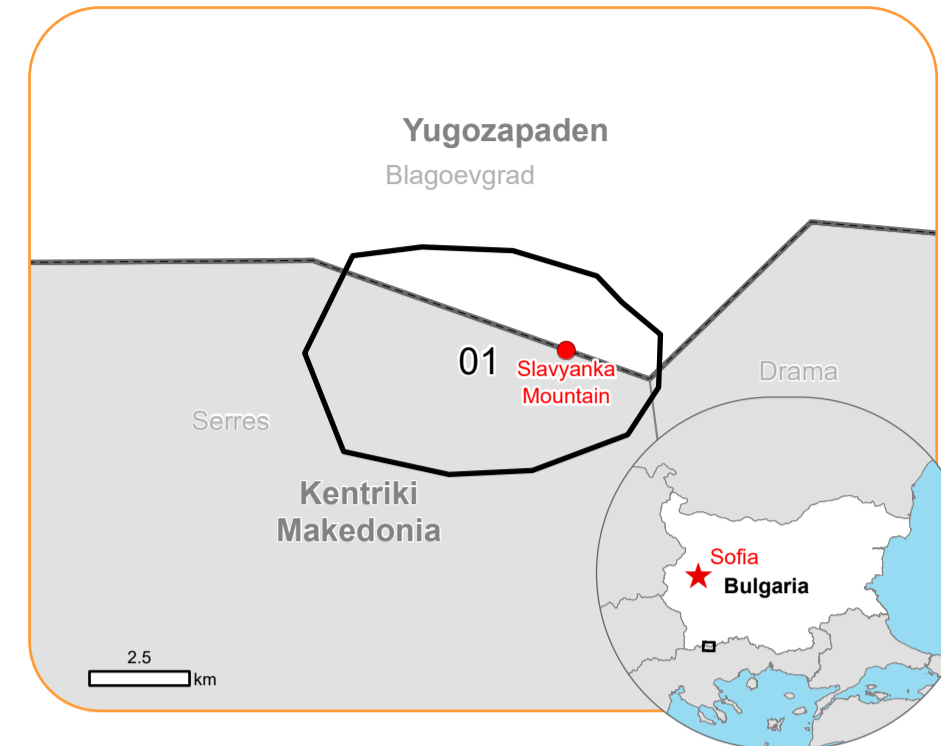 Yugozapaden
Blagoevgrad
01
Slavyanka
Mountain
Drama
Serres
Kentriki
Makedonia
Sofia
Bulgaria
2.5
km